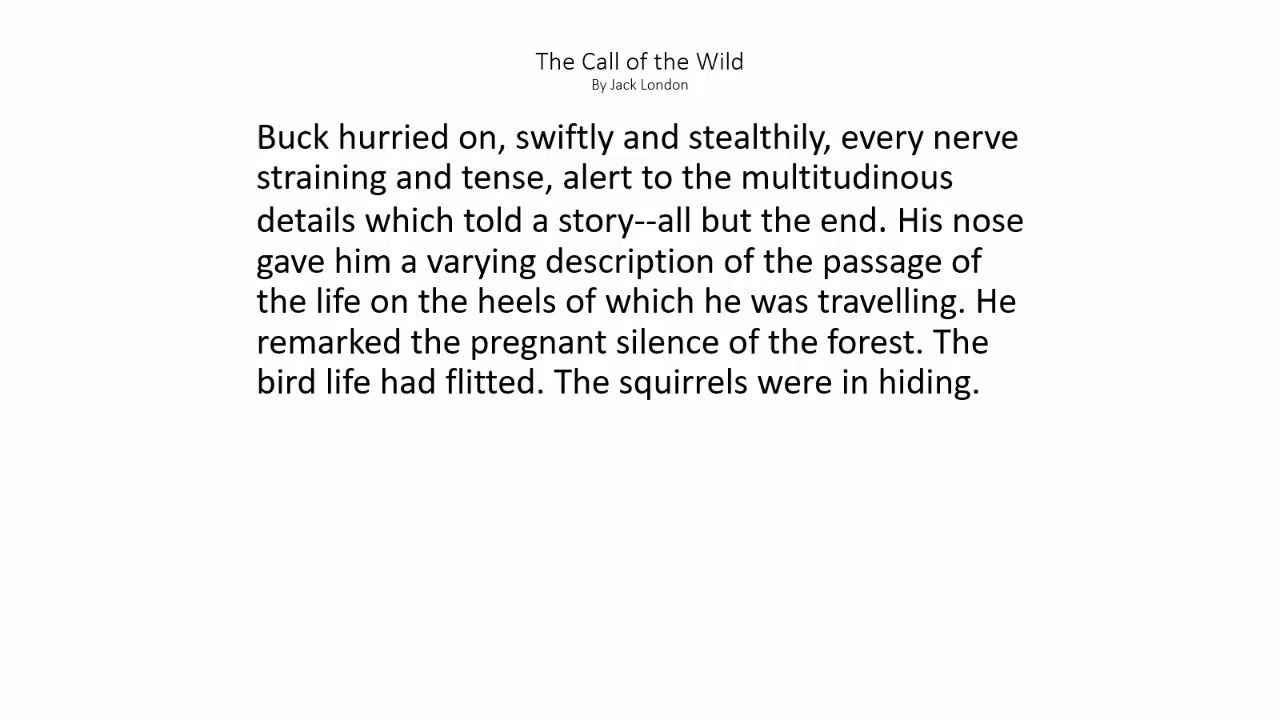 The Call of the Wild
By Jack London
Buck hurried on, swiftly and stealthily, every nerve
straining and tense, alert to the multitudinous
details which told a story--all but the end. His nose
gave him a varying description of the passage of
the life on the heels of which he was travelling. He
remarked the pregnant silence of the forest. The
bird life had flitted. The squirrels were in hiding.